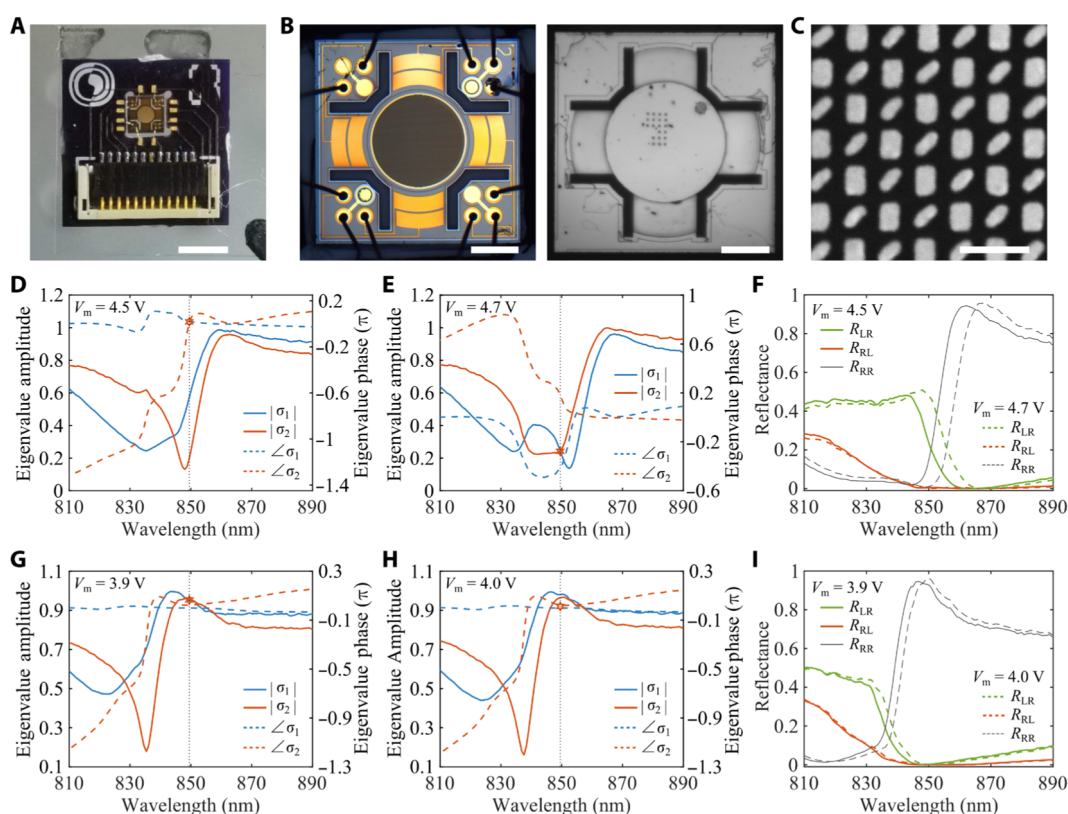 A
B
C
D
V_m = 4.5 V
Eigenvalue amplitude
1.2
1
0.8
0.6
0.4
0.2
0
0.2
−0.2
−0.6
−1
−1.4
Eigenvalue phase (π)
|σ₁|
|σ₂|
∠σ₁
∠σ₂
810 830 850 870 890
Wavelength (nm)
E
V_m = 4.7 V
Eigenvalue amplitude
1.2
1
0.8
0.6
0.4
0.2
0
1
0.6
0.2
−0.2
−0.6
Eigenvalue phase (π)
|σ₁|
|σ₂|
∠σ₁
∠σ₂
810 830 850 870 890
Wavelength (nm)
F
Reflectance
1
0.8
0.6
0.4
0.2
0
V_m = 4.5 V
R_LR
R_RL
R_RR
V_m = 4.7 V
R_LR
R_RL
R_RR
810 830 850 870 890
Wavelength (nm)
G
V_m = 3.9 V
Eigenvalue amplitude
1.1
0.9
0.7
0.5
0.3
0.1
0.3
−0.1
−0.5
−0.9
−1.3
Eigenvalue phase (π)
|σ₁|
|σ₂|
∠σ₁
∠σ₂
810 830 850 870 890
Wavelength (nm)
H
V_m = 4.0 V
Eigenvalue Amplitude
1.1
0.9
0.7
0.5
0.3
0.1
0.3
−0.1
−0.5
−0.9
−1.3
Eigenvalue phase (π)
|σ₁|
|σ₂|
∠σ₁
∠σ₂
810 830 850 870 890
Wavelength (nm)
I
Reflectance
1
0.8
0.6
0.4
0.2
0
V_m = 3.9 V
R_LR
R_RL
R_RR
V_m = 4.0 V
R_LR
R_RL
R_RR
810 830 850 870 890
Wavelength (nm)